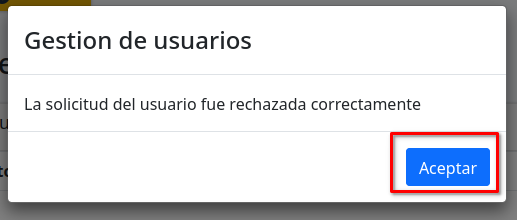 Gestion de usuarios
La solicitud del usuario fue rechazada correctamente
Aceptar